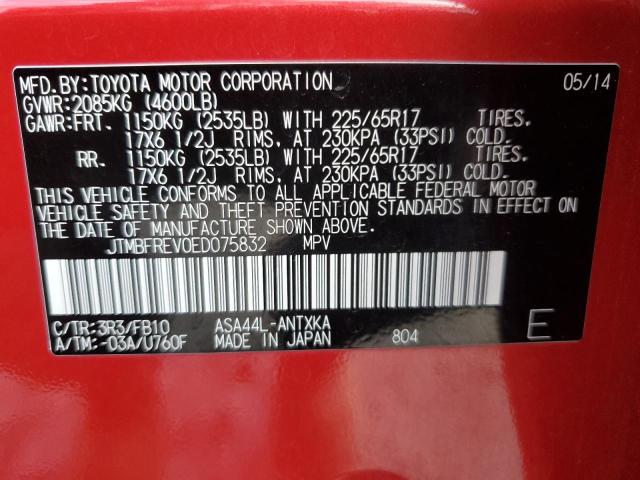 MFD.BY:TOYOTA MOTOR CORPORATION 05/14
GVWR:2085KG (4600LB)
GAWR:FRT. 1150KG (2535LB) WITH 225/65R17 TIRES.
17X6 1/2J RIMS, AT 230KPA (33PSI) COLD.
RR. 1150KG (2535LB) WITH 225/65R17 TIRES.
17X6 1/2J RIMS, AT 230KPA (33PSI) COLD.
THIS VEHICLE CONFORMS TO ALL APPLICABLE FEDERAL MOTOR
VEHICLE SAFETY AND THEFT PREVENTION STANDARDS IN EFFECT ON
THE DATE OF MANUFACTURE SHOWN ABOVE.
JTMBFREV0ED075832 MPV
C/TR:3R3/FB10 ASA44L-ANTXKA
A/TM:-03A/U760F MADE IN JAPAN 804 E